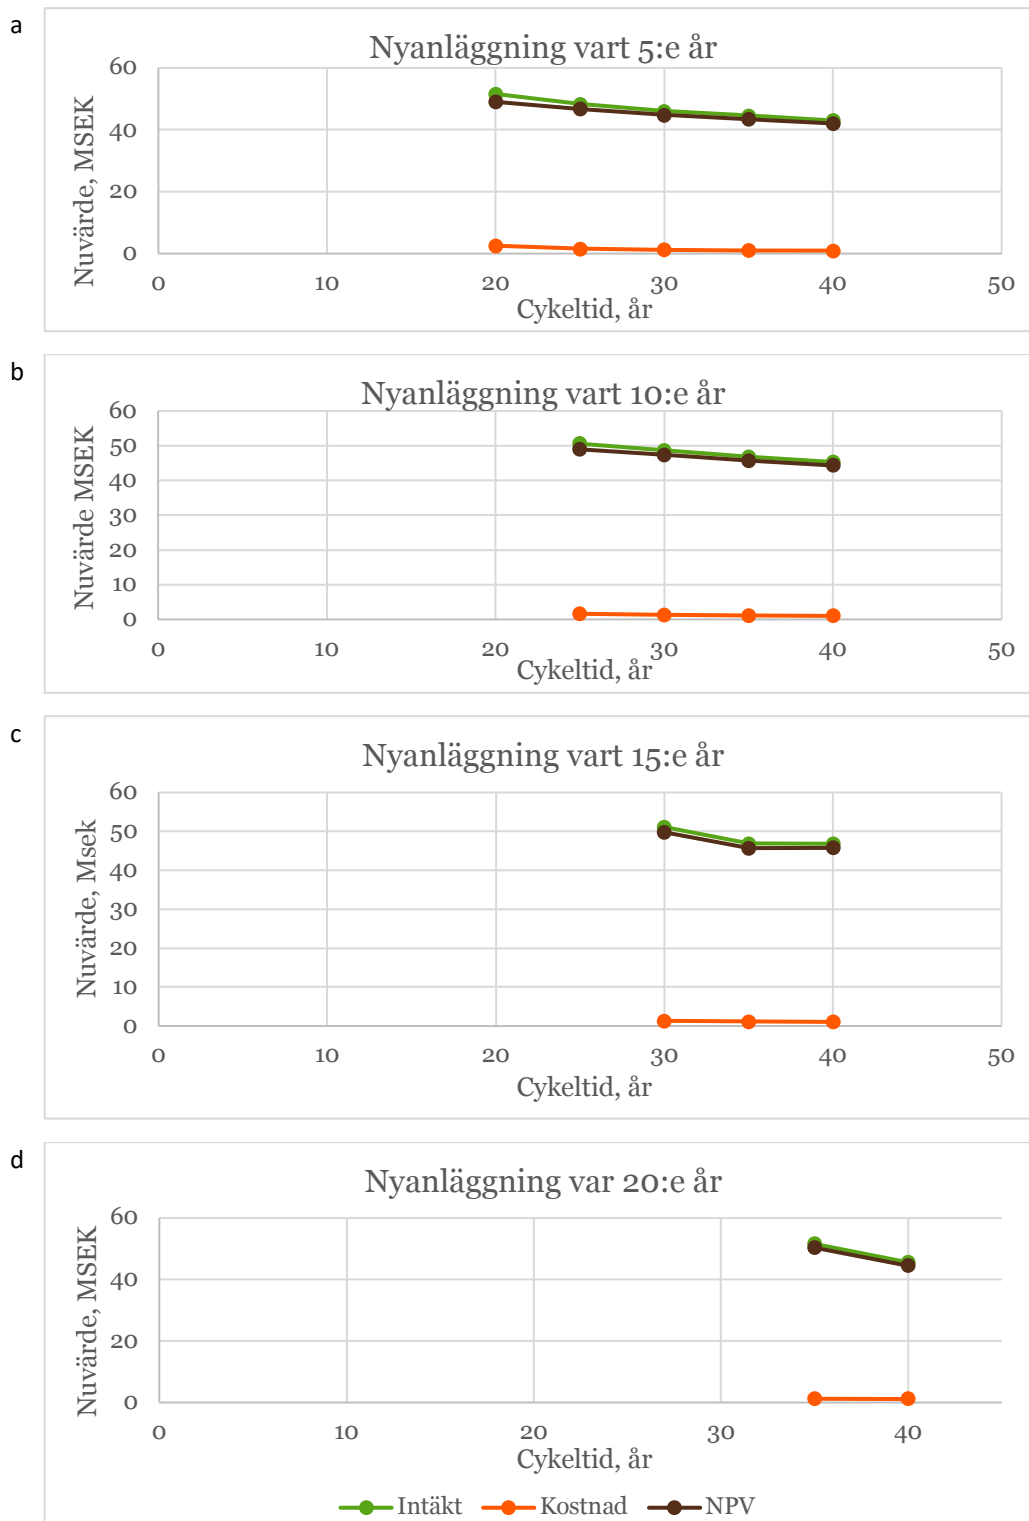 a
Nyanläggning vart 5:e år
60
40
20
0
Nuvärde, MSEK
0 10 20 30 40 50
Cykeltid, år
b
Nyanläggning vart 10:e år
60
50
40
30
20
10
0
Nuvärde MSEK
0 10 20 30 40 50
Cykeltid, år
c
Nyanläggning vart 15:e år
60
50
40
30
20
10
0
Nuvärde, Msek
0 10 20 30 40 50
Cykeltid, år
d
Nyanläggning var 20:e år
60
40
20
0
Nuvärde, MSEK
0 10 20 30 40
Cykeltid, år
Intäkt Kostnad NPV